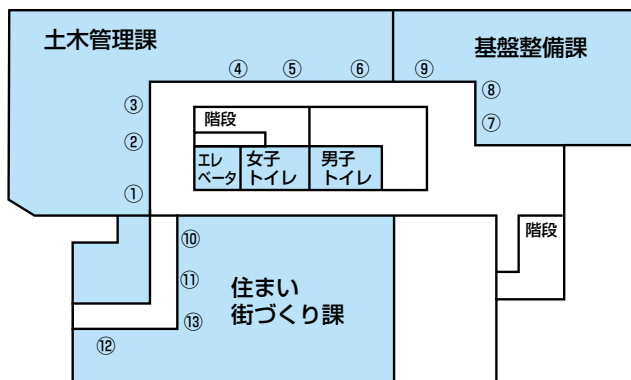 土木管理課
基盤整備課
④
⑤
⑥
⑨
③
⑧
②
⑦
階段
エレ
ベータ
女子
トイレ
男子
トイレ
①
⑩
階段
⑪
住まい
街づくり課
⑬
⑫